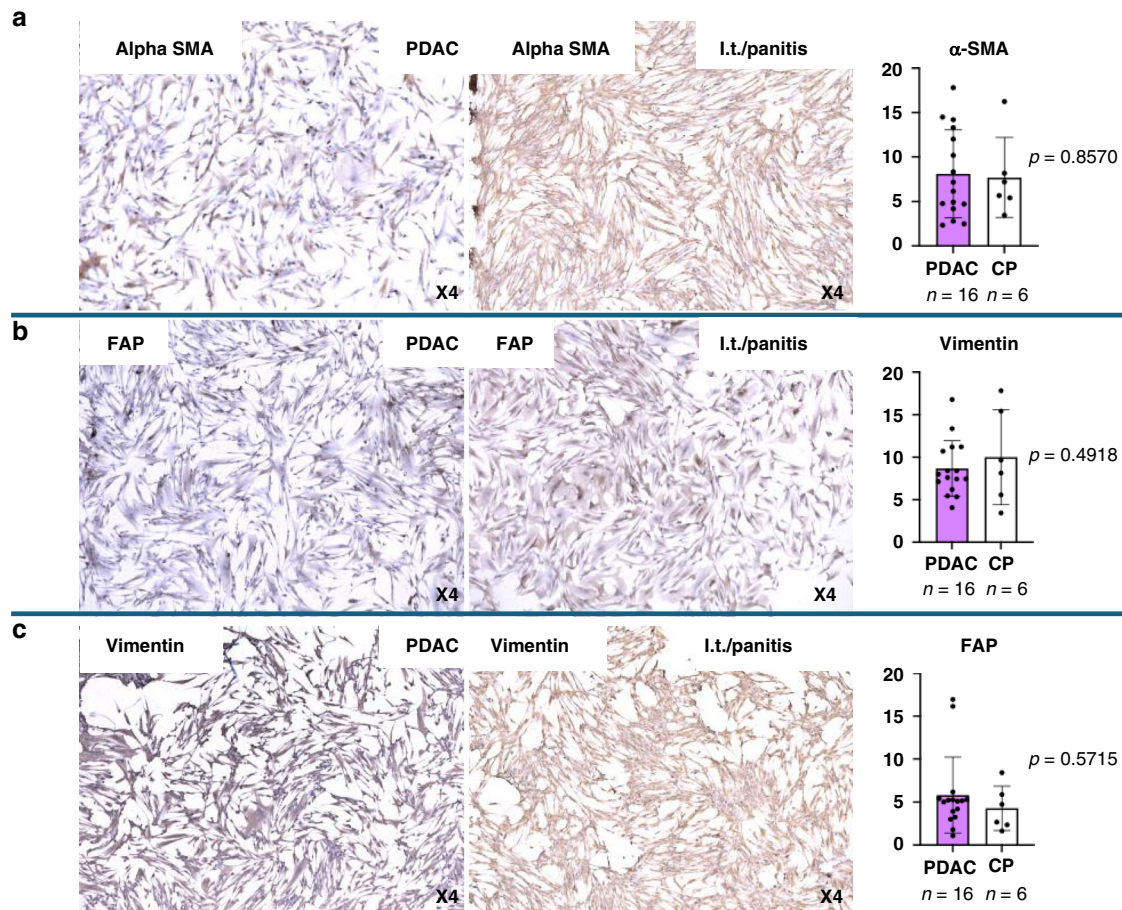 a
Alpha SMA
PDAC
Alpha SMA
I.t./panitis
X4
X4
α-SMA
20
15
10
5
0
p = 0.8570
PDAC CP
n = 16 n = 6
b
FAP
PDAC
FAP
I.t./panitis
X4
X4
Vimentin
20
15
10
5
0
p = 0.4918
PDAC CP
n = 16 n = 6
c
Vimentin
PDAC
Vimentin
I.t./panitis
X4
X4
FAP
20
15
10
5
0
p = 0.5715
PDAC CP
n = 16 n = 6